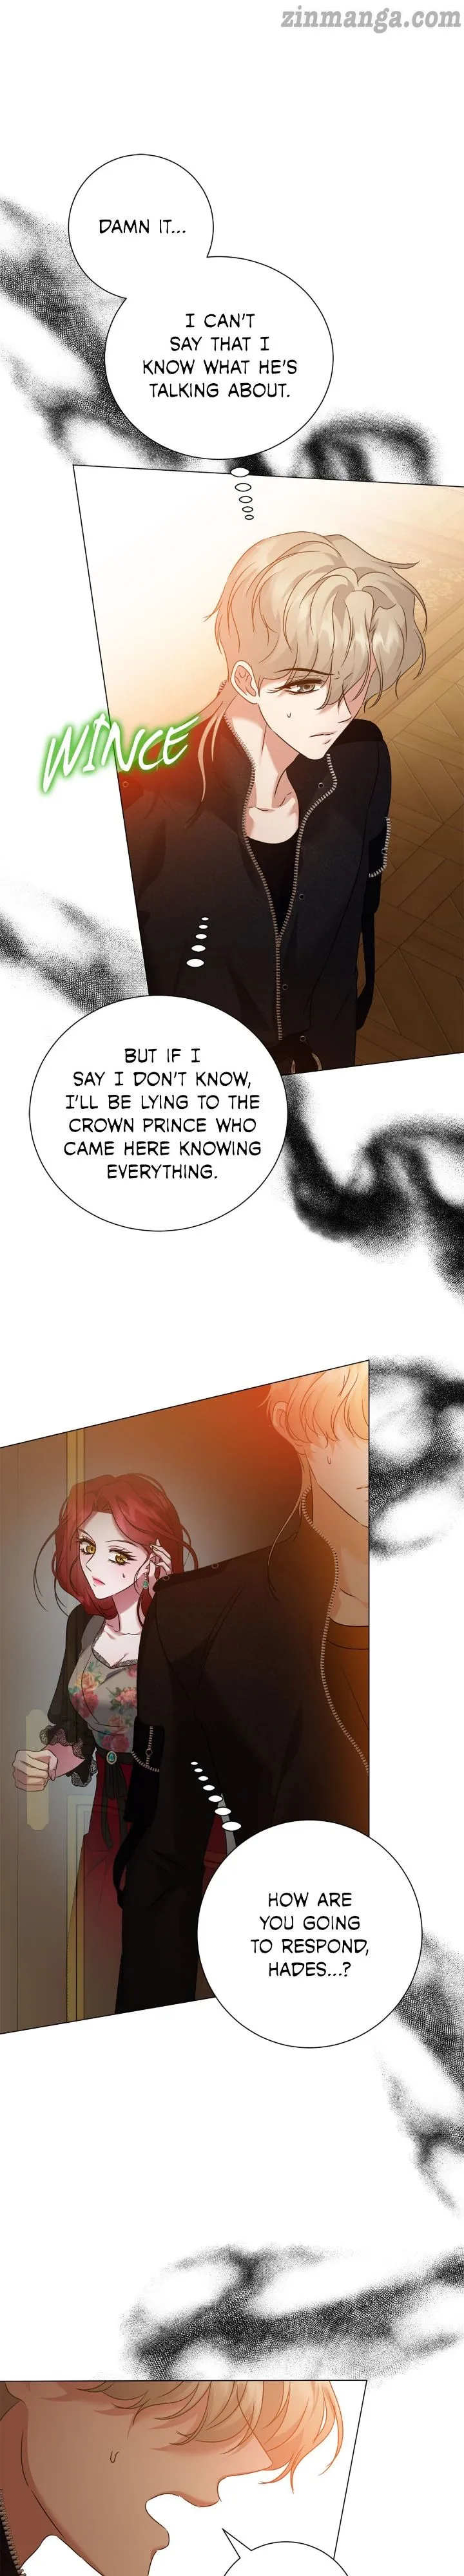 zinmanga.com
DAMN IT...
I CAN'T
SAY THAT I
KNOW WHAT HE'S
TALKING ABOUT.
WINCE
BUT IF I
SAY I DON'T KNOW,
I'LL BE LYING TO THE
CROWN PRINCE WHO
CAME HERE KNOWING
EVERYTHING.
HOW ARE
YOU GOING
TO RESPOND,
HADES...?